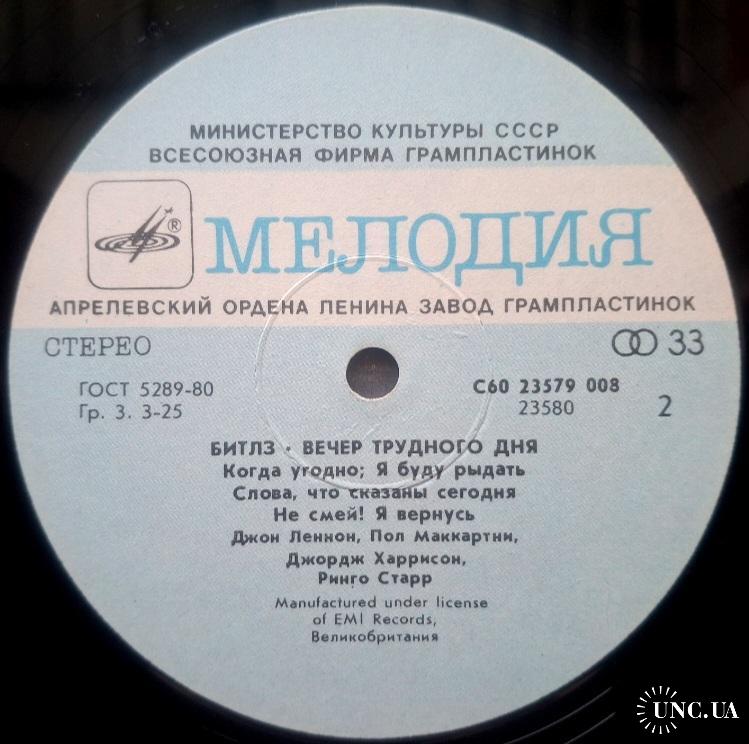 МИНИСТЕРСТВО КУЛЬТУРЫ СССР
ВСЕСОЮЗНАЯ ФИРМА ГРАМПЛАСТИНОК
® МЕЛОДИЯ
АПРЕЛЕВСКИЙ ОРДЕНА ЛЕНИНА ЗАВОД ГРАМПЛАСТИНОК
СТЕРЕО 33
ГОСТ 5289-80 С60 23579 008
Гр. 3. 3-25 23580 2
БИТЛЗ · ВЕЧЕР ТРУДНОГО ДНЯ
Когда угодно; Я буду рыдать
Слова, что сказаны сегодня
Не смей! Я вернусь
Джон Леннон, Пол Маккартни,
Джордж Харрисон,
Ринго Старр
Manufactured under license
of EMI Records,
Великобритания
UNC.UA